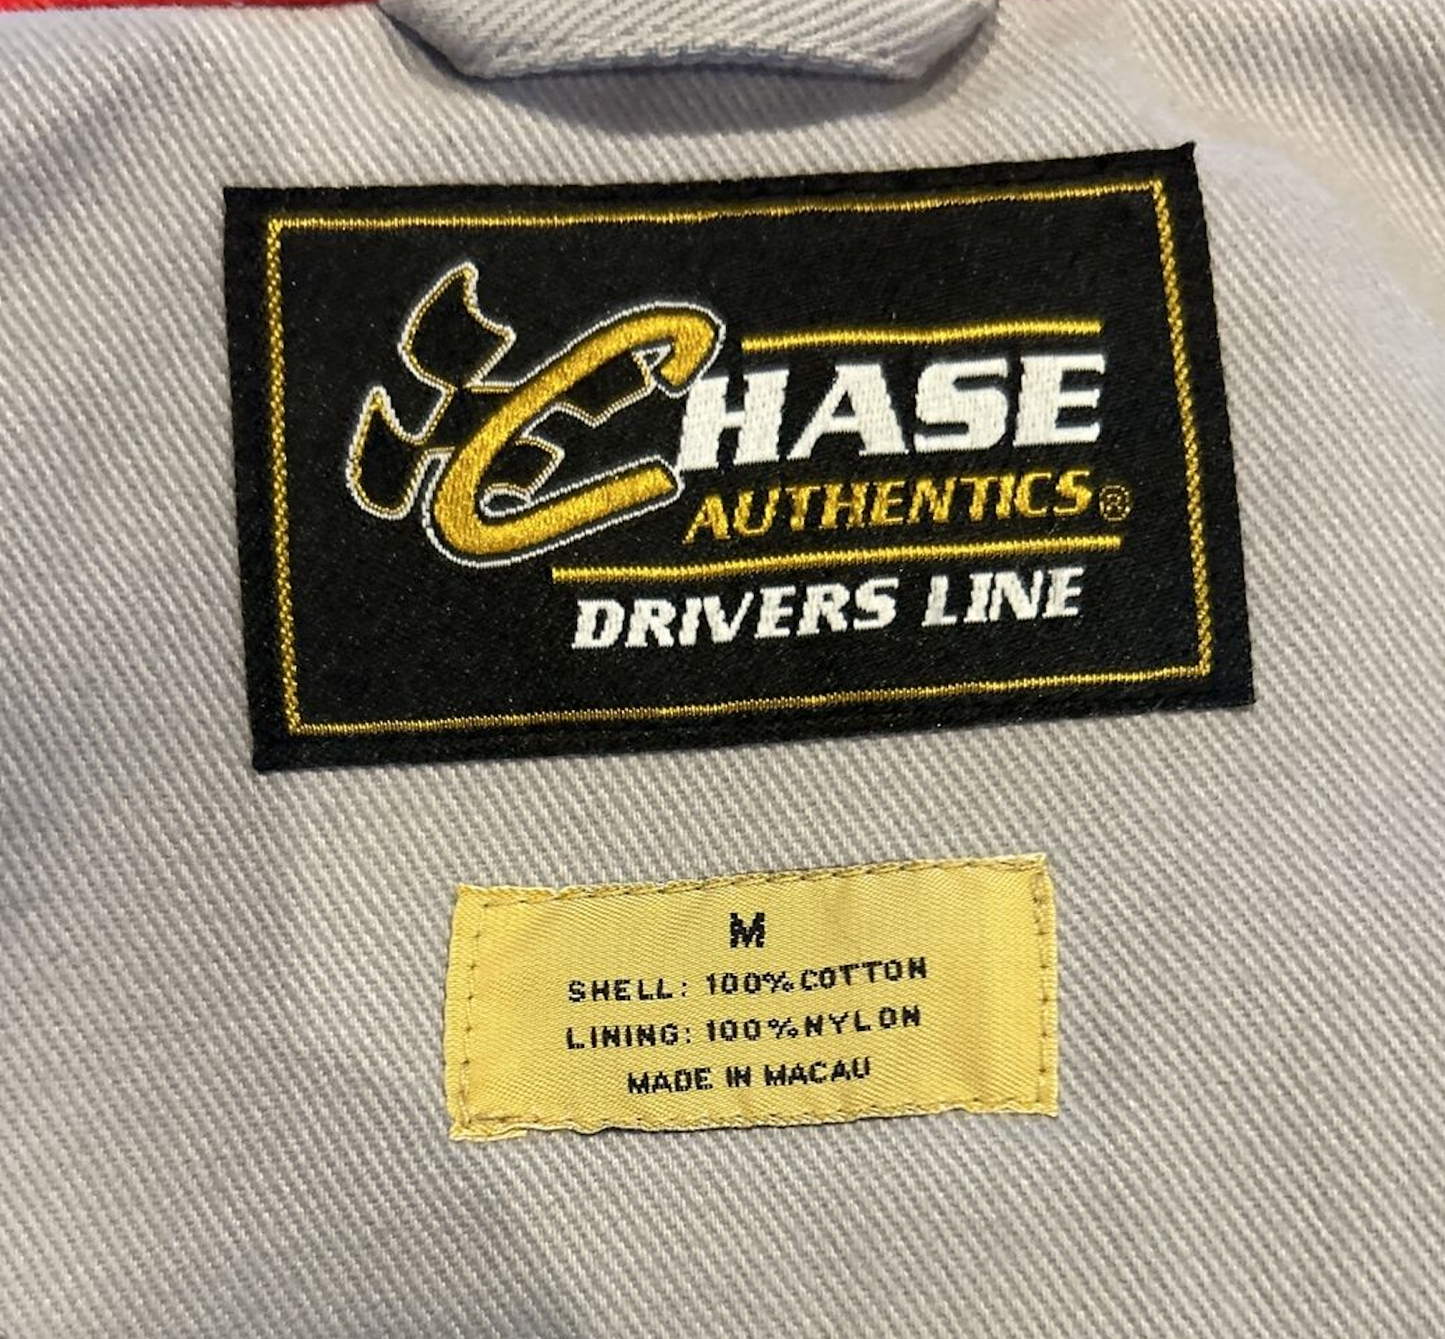 CHASE
AUTHENTICS®
DRIVERS LINE
M
SHELL: 100% COTTON
LINING: 100% NYLON
MADE IN MACAU